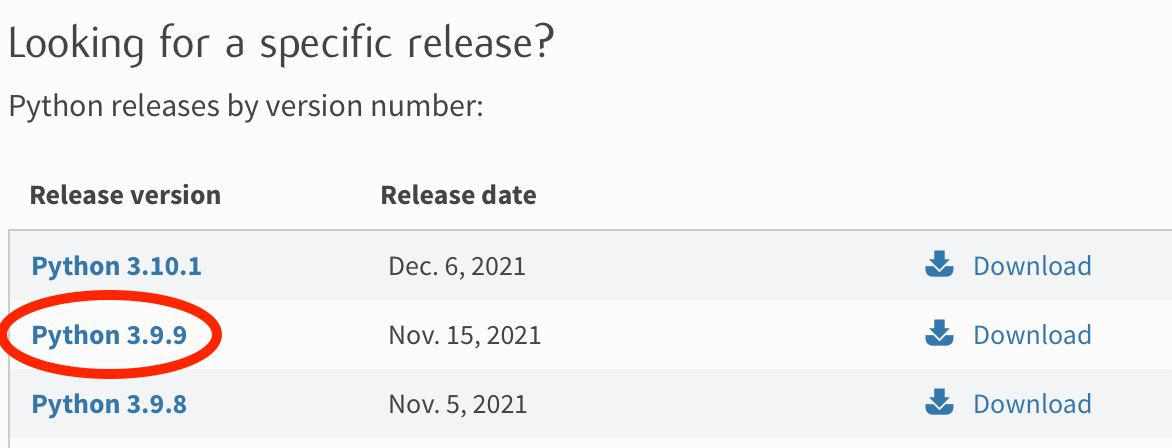 Looking for a specific release?
Python releases by version number:
Release version Release date
Python 3.10.1 Dec. 6, 2021 Download
Python 3.9.9 Nov. 15, 2021 Download
Python 3.9.8 Nov. 5, 2021 Download